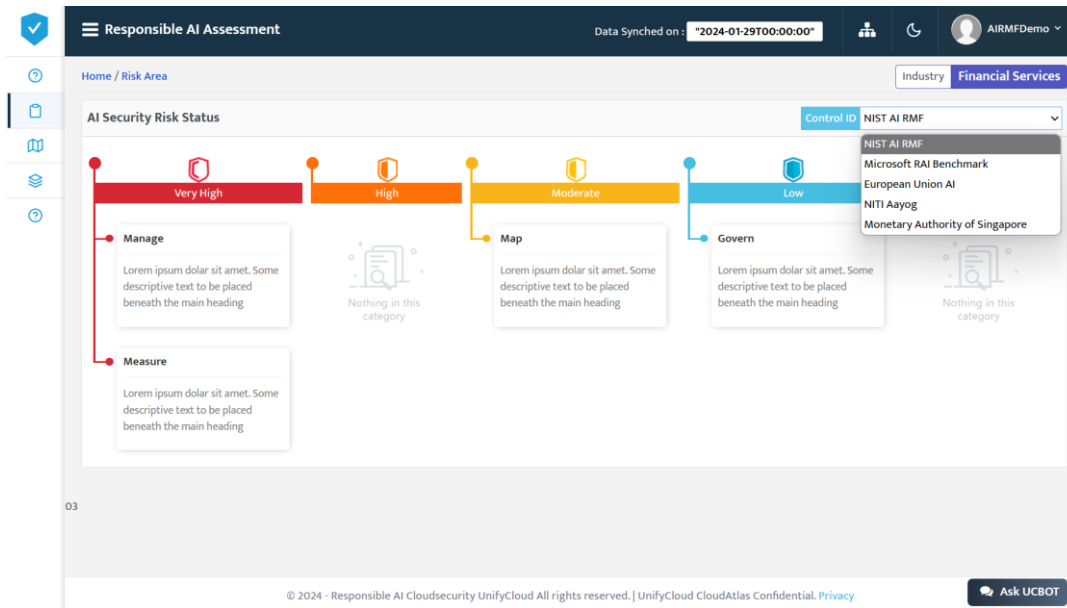 Responsible AI Assessment
Data Synched on : "2024-01-29T00:00:00"
AIRMFDemo
Home / Risk Area
Industry Financial Services
AI Security Risk Status
Control ID NIST AI RMF
NIST AI RMF
Microsoft RAI Benchmark
European Union AI
NITI Aayog
Monetary Authority of Singapore
Very High
High
Moderate
Low
Manage
Lorem ipsum dolar sit amet. Some
descriptive text to be placed
beneath the main heading
Nothing in this
category
Map
Lorem ipsum dolar sit amet. Some
descriptive text to be placed
beneath the main heading
Govern
Lorem ipsum dolar sit amet. Some
descriptive text to be placed
beneath the main heading
Nothing in this
category
Measure
Lorem ipsum dolar sit amet. Some
descriptive text to be placed
beneath the main heading
03
© 2024 - Responsible AI Cloudsecurity UnifyCloud All rights reserved. | UnifyCloud CloudAtlas Confidential. Privacy
Ask UCBOT